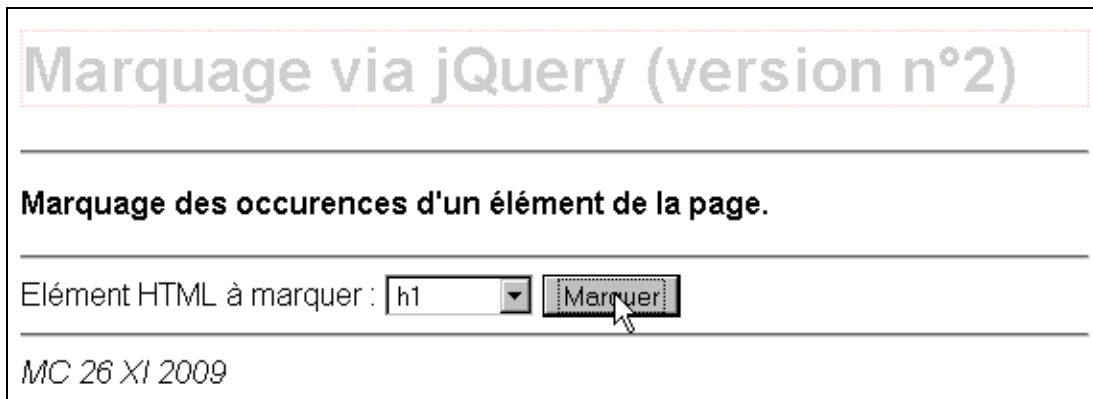 Marquage via jQuery (version n°2)
Marquage des occurences d'un élément de la page.
Elément HTML à marquer : h1 Marquer
MC 26 XI 2009